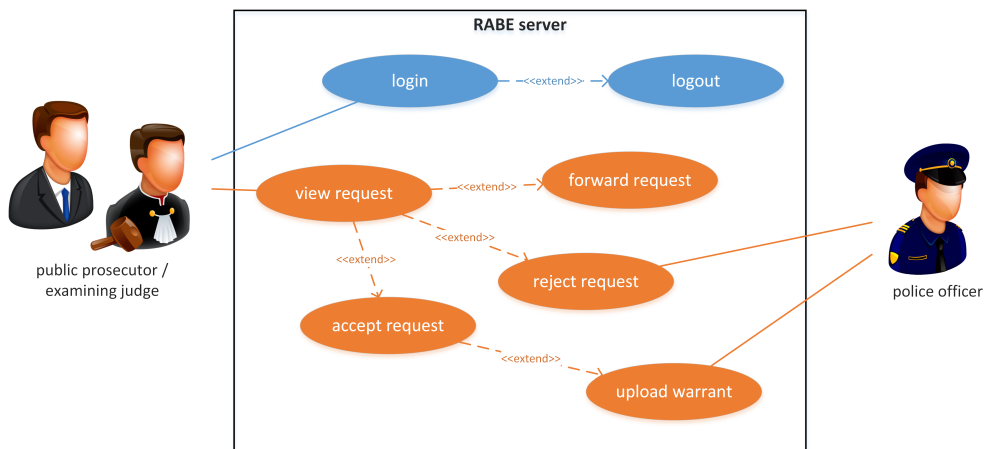 RABE server
login
<<extend>>
logout
view request
<<extend>>
forward request
<<extend>>
<<extend>>
reject request
accept request
<<extend>>
upload warrant
public prosecutor /
examining judge
police officer